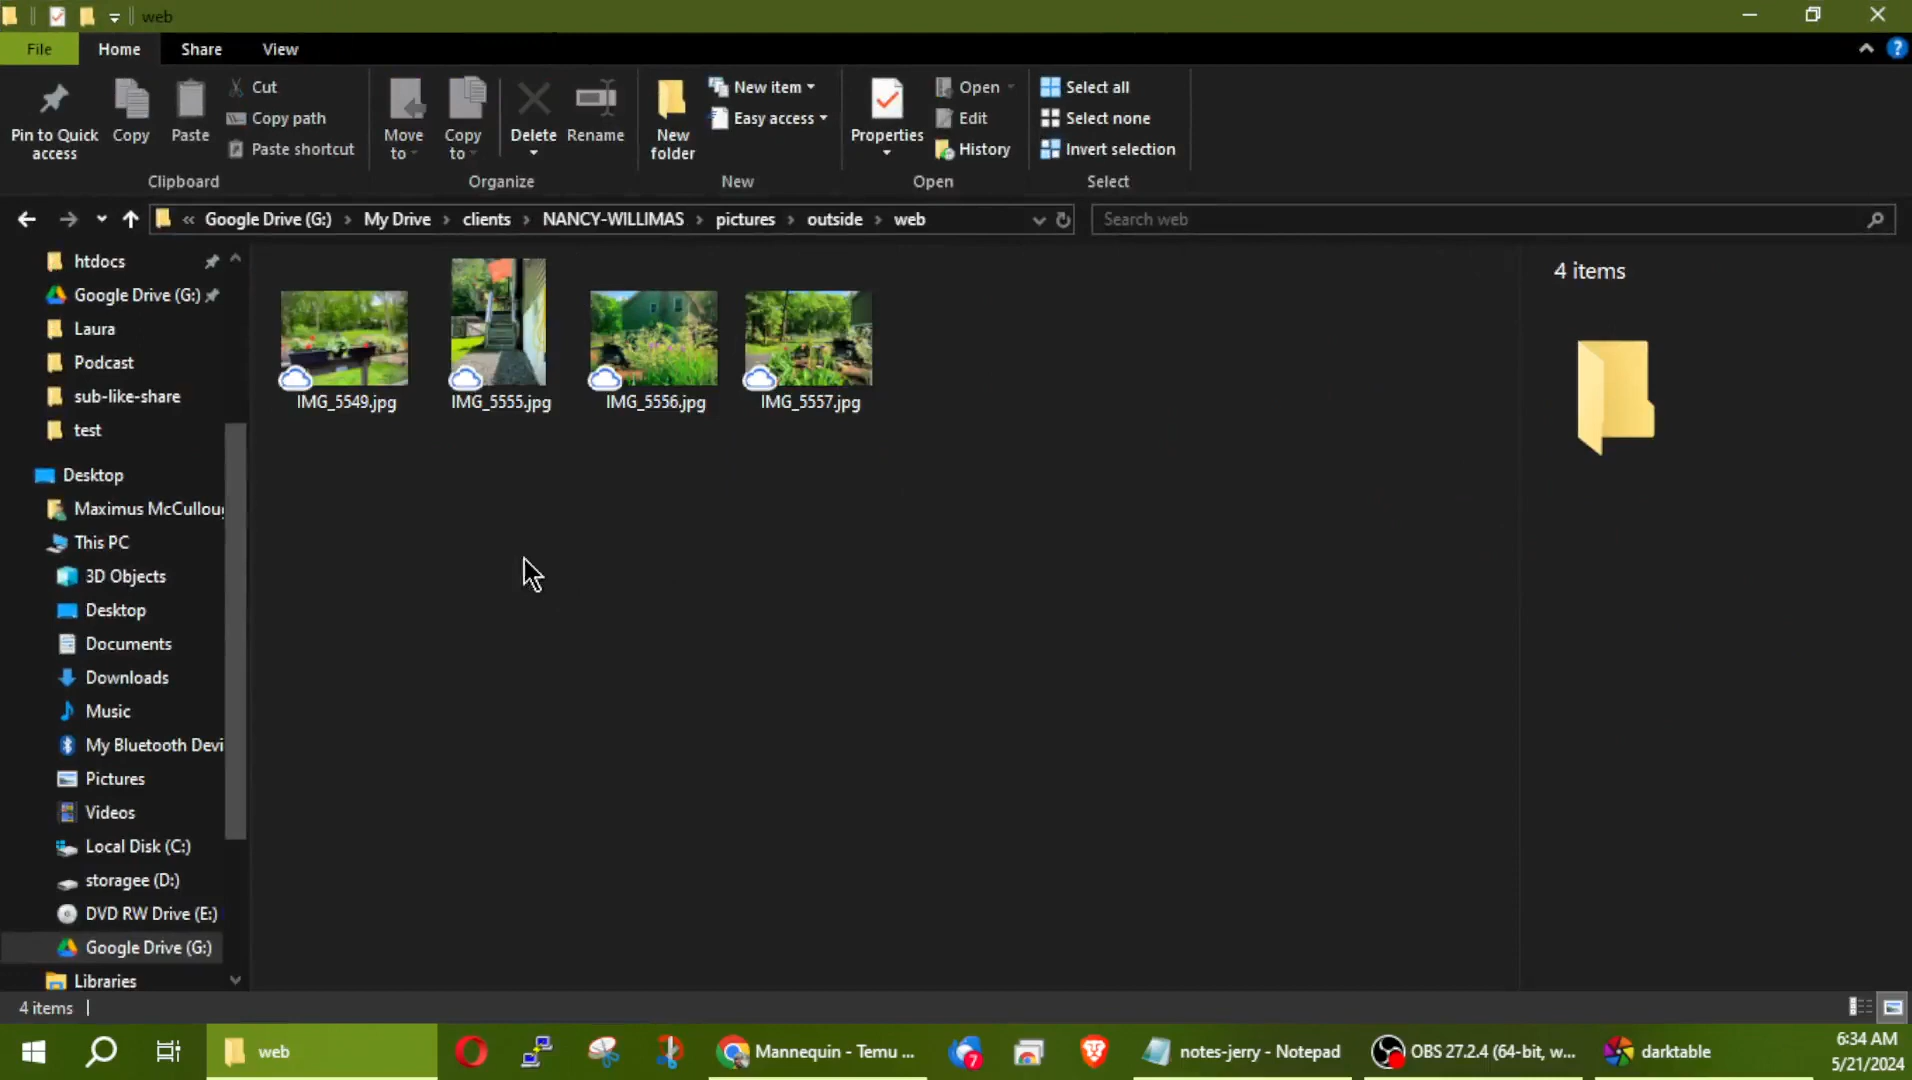 web
File Home Share View
Pin to Quick access
Copy
Paste
Cut
Copy path
Paste shortcut
Clipboard
Move to
Copy to
Delete
Rename
Organize
New folder
New item
Easy access
New
Properties
Open
Edit
History
Open
Select all
Select none
Invert selection
Select
« Google Drive (G:) › My Drive › clients › NANCY-WILLIMAS › pictures › outside › web
Search web
htdocs
Google Drive (G:)
Laura
Podcast
sub-like-share
test
Desktop
Maximus McCulloug
This PC
3D Objects
Desktop
Documents
Downloads
Music
My Bluetooth Devi
Pictures
Videos
Local Disk (C:)
storagee (D:)
DVD RW Drive (E:)
Google Drive (G:)
Libraries
IMG_5549.jpg
IMG_5555.jpg
IMG_5556.jpg
IMG_5557.jpg
4 items
4 items
web
Mannequin - Temu ...
7
notes-jerry - Notepad
OBS 27.2.4 (64-bit, w...
darktable
6:34 AM
5/21/2024